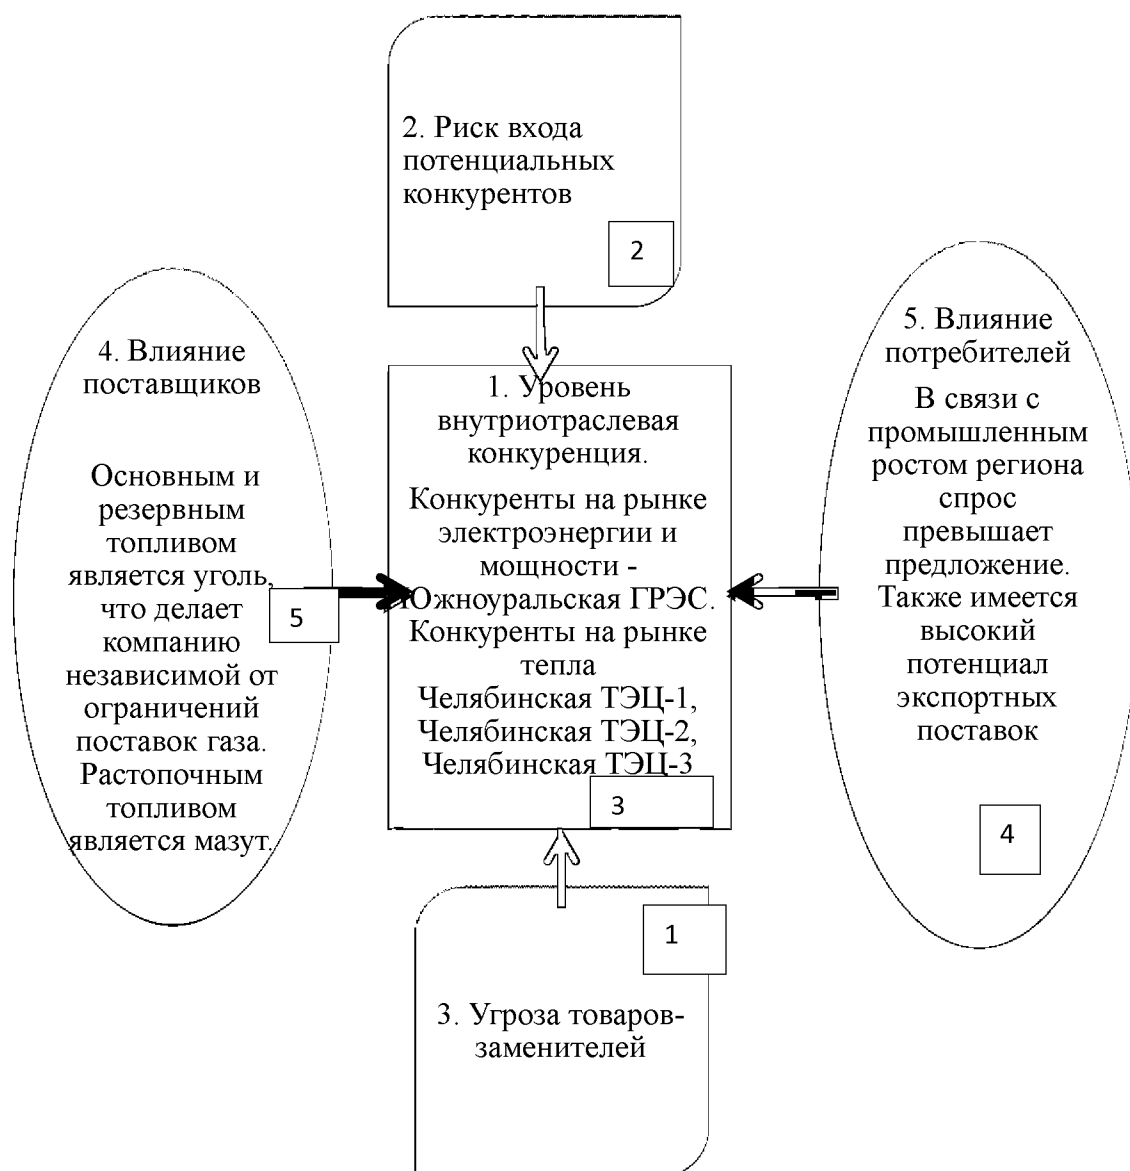 2. Риск входа
потенциальных
конкурентов
2
4. Влияние
поставщиков
Основным и
резервным
топливом
является уголь,
что делает
компанию
независимой от
ограничений
поставок газа.
Растопочным
топливом
является мазут.
5
1. Уровень
внутриотраслевая
конкуренция.
Конкуренты на рынке
электроэнергии и
мощности -
Южноуральская ГРЭС.
Конкуренты на рынке
тепла
Челябинская ТЭЦ-1,
Челябинская ТЭЦ-2,
Челябинская ТЭЦ-3
3
5. Влияние
потребителей
В связи с
промышленным
ростом региона
спрос
превышает
предложение.
Также имеется
высокий
потенциал
экспортных
поставок
4
1
3. Угроза товаров-
заменителей